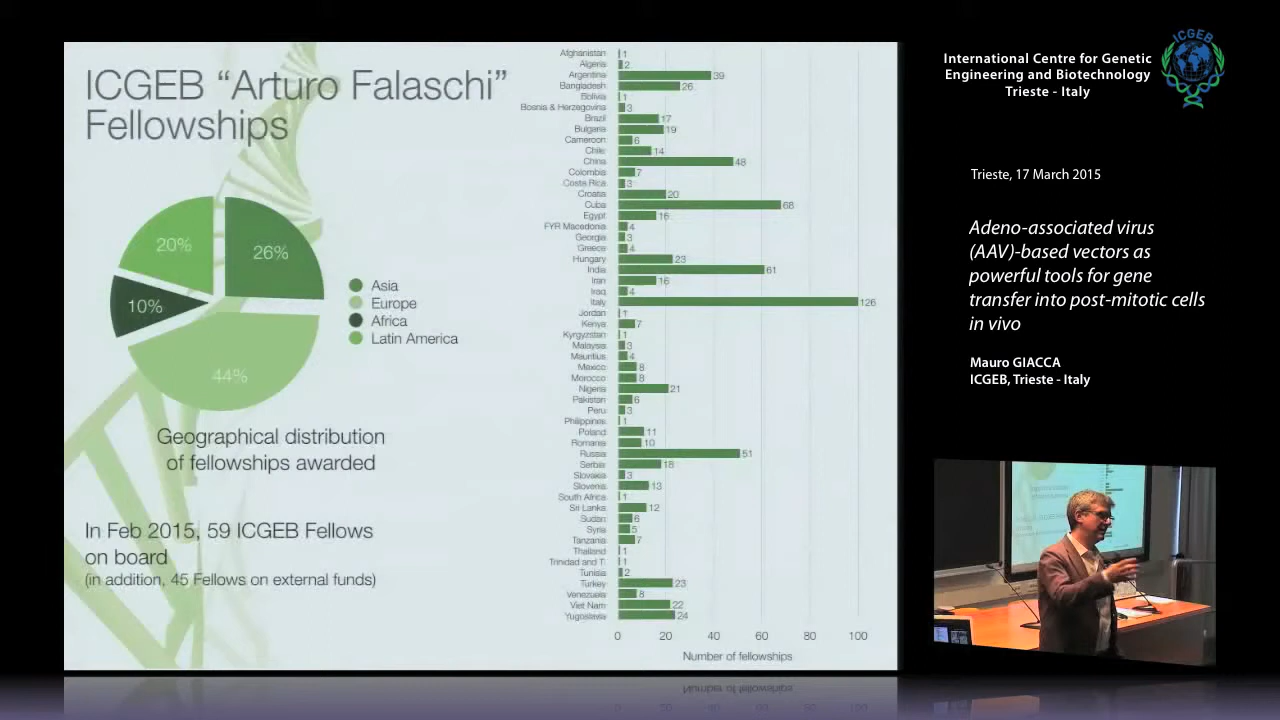 ICGEB “Arturo Falaschi”
Fellowships
20%
26%
10%
44%
Asia
Europe
Africa
Latin America
Geographical distribution
of fellowships awarded
In Feb 2015, 59 ICGEB Fellows
on board
(in addition, 45 Fellows on external funds)
Afghanistan 1
Algeria 2
Argentina 39
Bangladesh 26
Bolivia 1
Bosnia & Herzegovina 3
Brazil 17
Bulgaria 19
Cameroon 6
Chile 14
China 48
Colombia 7
Costa Rica 3
Croatia 20
Cuba 68
Egypt 16
FYR Macedonia 4
Georgia 3
Greece 4
Hungary 23
India 61
Iran 16
Iraq 4
Italy 126
Jordan 1
Kenya 7
Kyrgyzstan 1
Malaysia 3
Mauritius 4
Mexico 8
Morocco 8
Nigeria 21
Pakistan 6
Peru 3
Philippines 1
Poland 11
Romania 10
Russia 51
Serbia 18
Slovakia 3
Slovenia 13
South Africa 1
Sri Lanka 12
Sudan 6
Syria 5
Tanzania 7
Thailand 1
Trinidad and T. 1
Tunisia 2
Turkey 23
Venezuela 8
Viet Nam 22
Yugoslavia 24
0 20 40 60 80 100
Number of fellowships
International Centre for Genetic
Engineering and Biotechnology
Trieste - Italy
ICGEB
Trieste, 17 March 2015
Adeno-associated virus
(AAV)-based vectors as
powerful tools for gene
transfer into post-mitotic cells
in vivo
Mauro GIACCA
ICGEB, Trieste - Italy